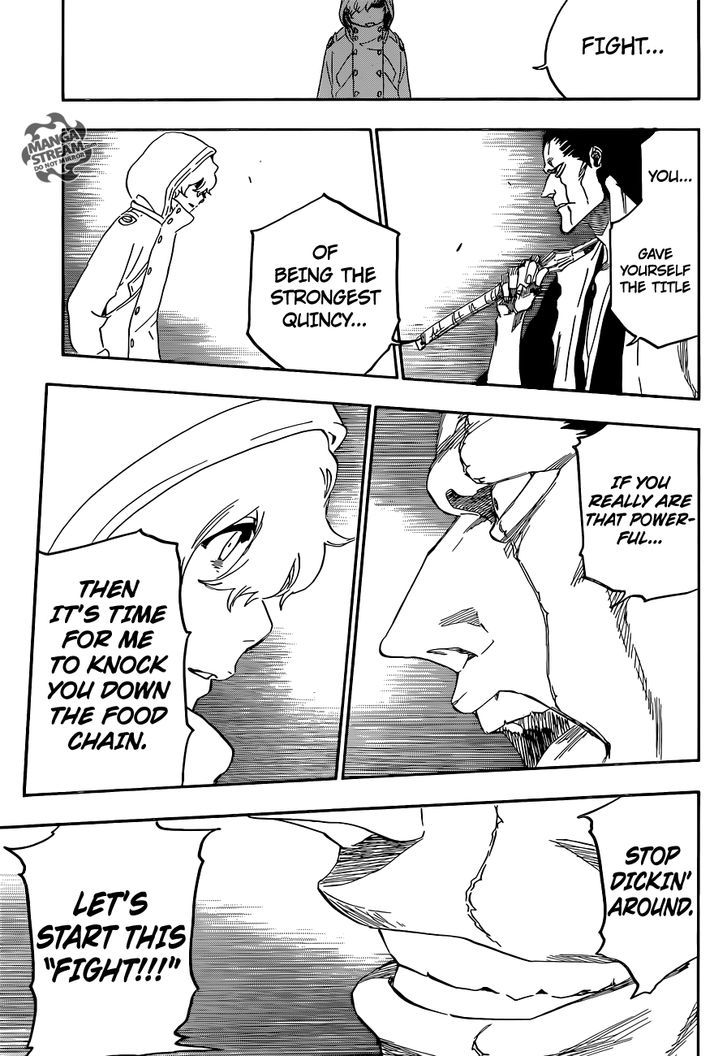 FIGHT...
MANGA
STREAM.com
DO NOT MIRROR
YOU...
GAVE
YOURSELF
THE TITLE
OF
BEING THE
STRONGEST
QUINCY...
IF YOU
REALLY ARE
THAT POWER-
FUL...
THEN
IT'S TIME
FOR ME
TO KNOCK
YOU DOWN
THE FOOD
CHAIN.
STOP
DICKIN'
AROUND.
LET'S
START THIS
"FIGHT!!!"